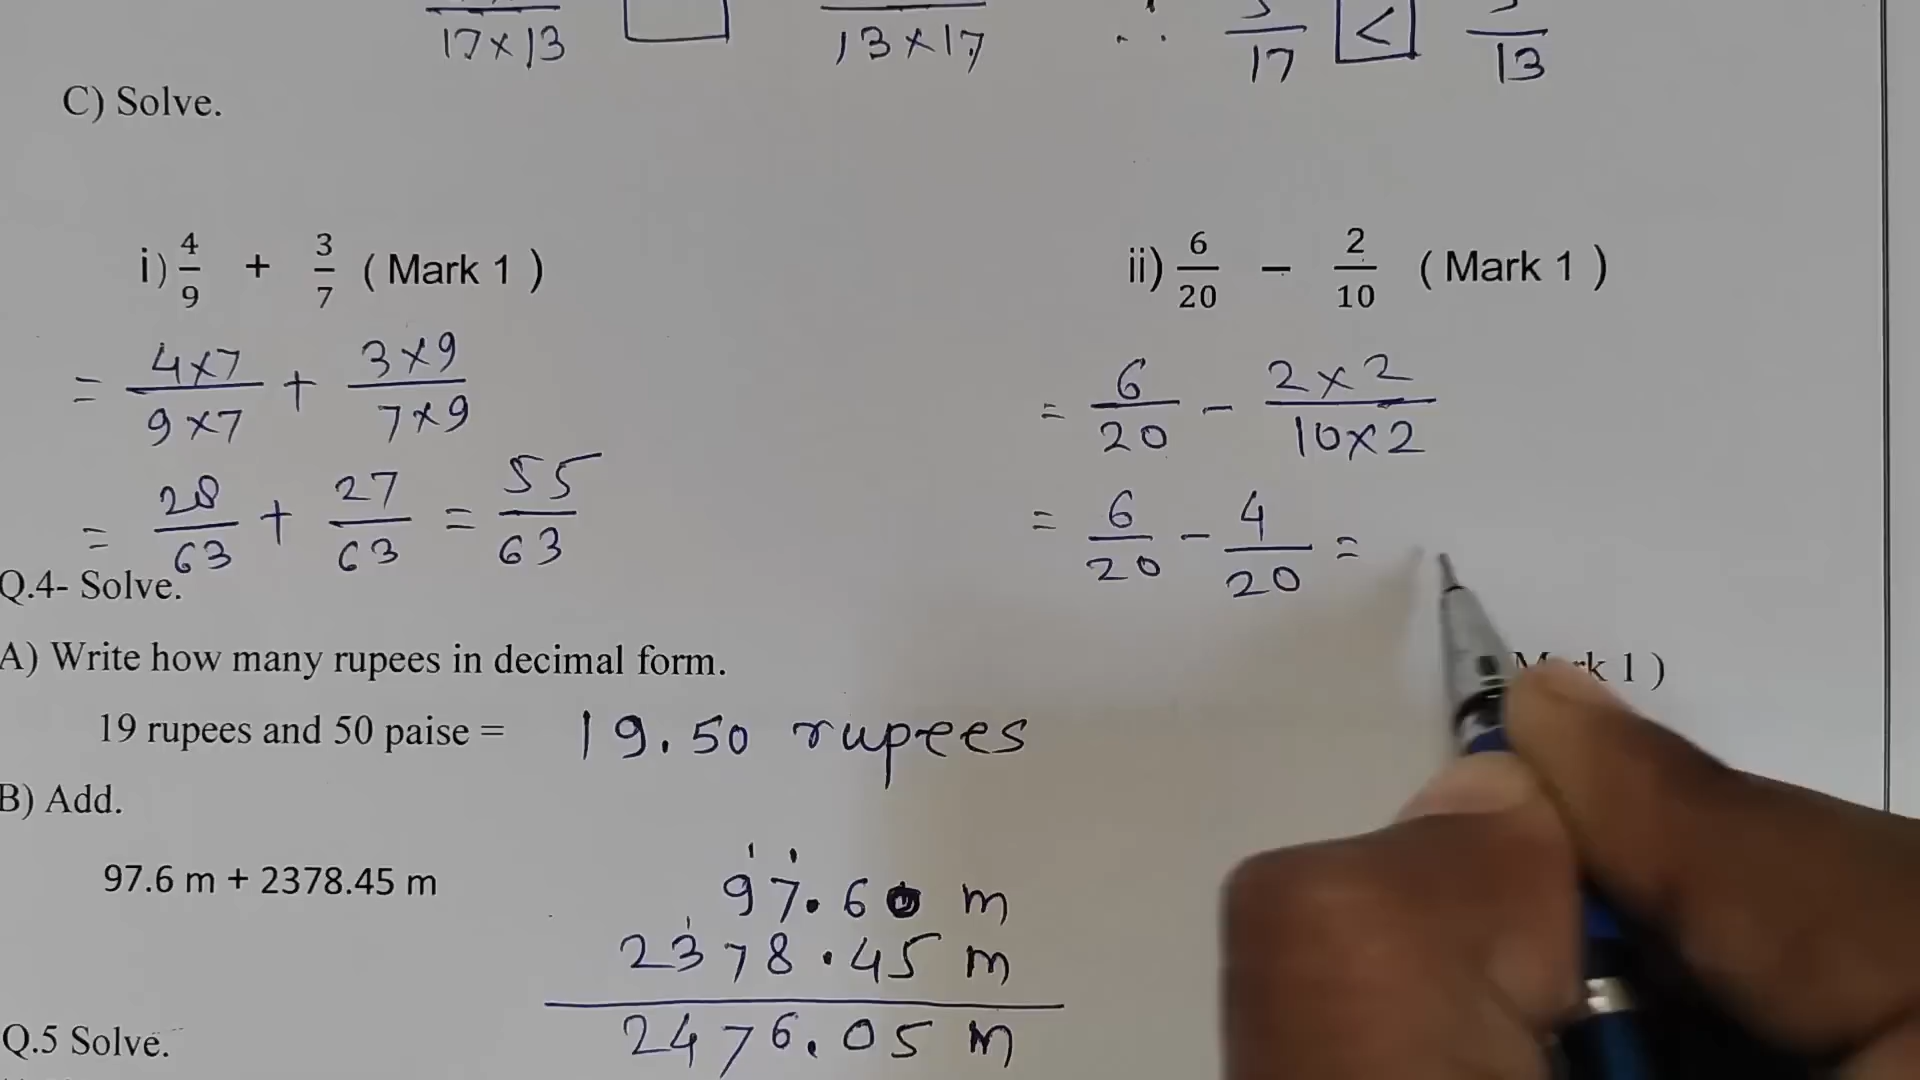 17×13 13×17 ∴ 17 < 13
C) Solve.
i) 4/9 + 3/7 ( Mark 1 )
= 4×7/9×7 + 3×9/7×9
= 28/63 + 27/63 = 55/63
ii) 6/20 - 2/10 ( Mark 1 )
= 6/20 - 2×2/10×2
= 6/20 - 4/20 =
Q.4- Solve.
A) Write how many rupees in decimal form.
19 rupees and 50 paise = 19.50 rupees
B) Add.
97.6 m + 2378.45 m
1 1
97.60 m
1
2378.45 m
2476.05 m
Q.5 Solve.